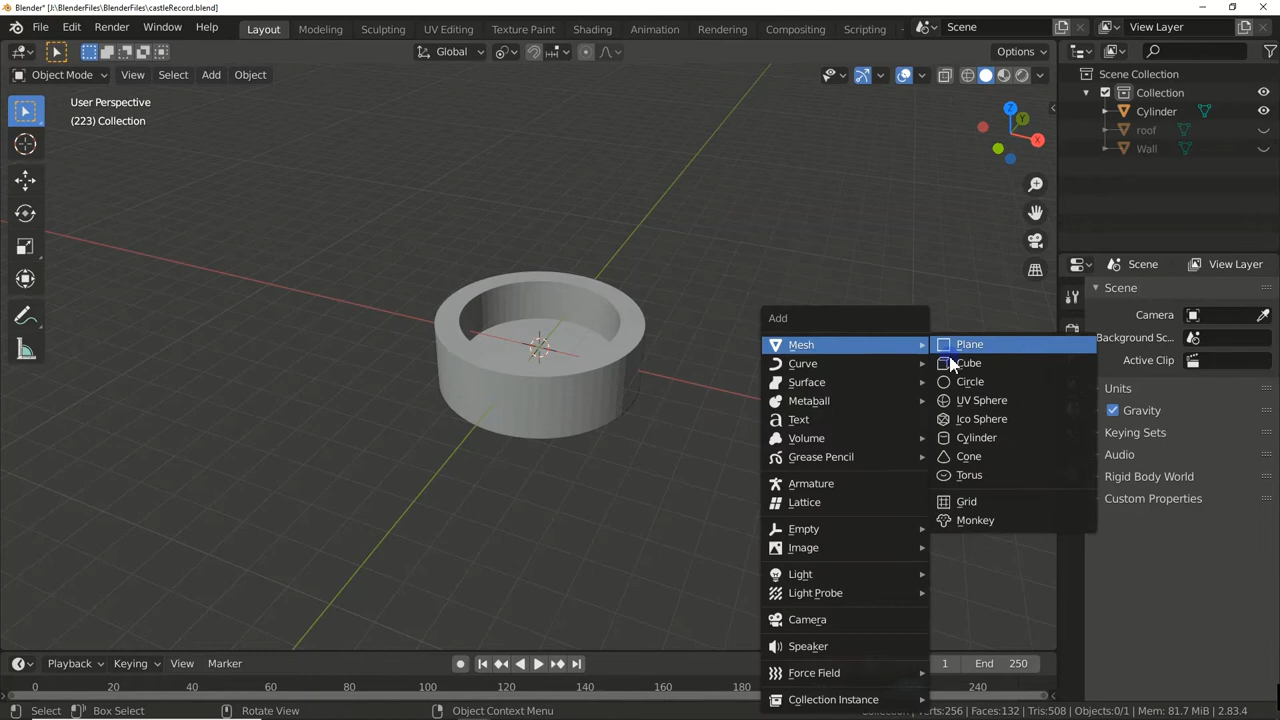 Blender* [J:\BlenderFiles\BlenderFiles\castleRecord.blend]
File Edit Render Window Help Layout Modeling Sculpting UV Editing Texture Paint Shading Animation Rendering Compositing Scripting Scene View Layer
Global Options
Object Mode View Select Add Object
User Perspective
(223) Collection
X
Y
Z
Scene Collection
Collection
Cylinder
roof
Wall
Scene View Layer
Scene
Camera
Background Sc...
Active Clip
Units
Gravity
Keying Sets
Audio
Rigid Body World
Custom Properties
Add
Mesh
Curve
Surface
Metaball
Text
Volume
Grease Pencil
Armature
Lattice
Empty
Image
Light
Light Probe
Camera
Speaker
Force Field
Collection Instance
Plane
Cube
Circle
UV Sphere
Ico Sphere
Cylinder
Cone
Torus
Grid
Monkey
Playback Keying View Marker 1 End 250
0 20 40 60 80 100 120 140 160 180 240
Select Box Select Rotate View Object Context Menu Collection | Verts:256 | Faces:132 | Tris:508 | Objects:0/1 | Mem: 81.7 MiB | 2.83.4